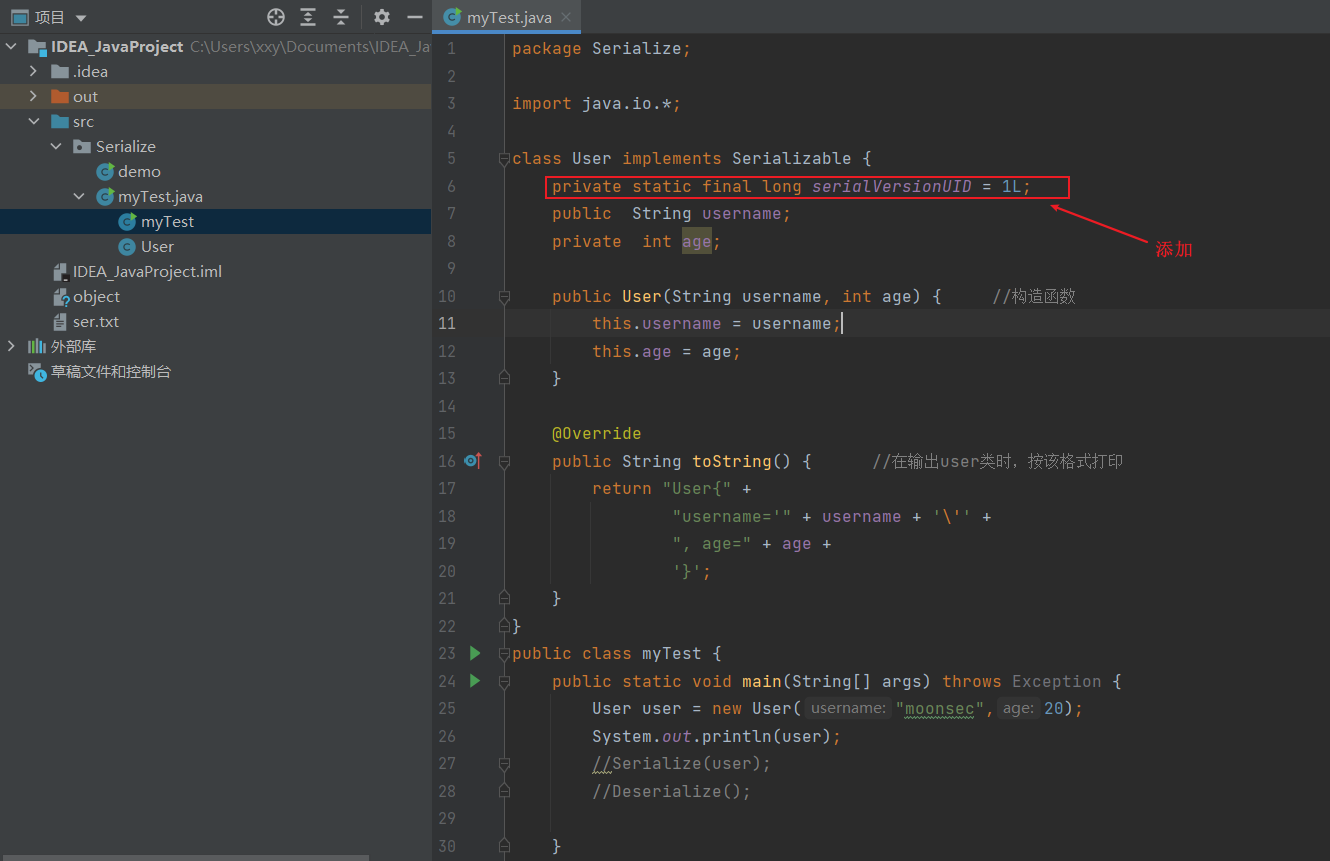 项目
myTest.java
IDEA_JavaProject C:\Users\xxy\Documents\IDEA_Ja
.idea
out
src
Serialize
demo
myTest.java
myTest
User
IDEA_JavaProject.iml
object
ser.txt
外部库
草稿文件和控制台
1 package Serialize;
2
3 import java.io.*;
4
5 class User implements Serializable {
6 private static final long serialVersionUID = 1L;
7 public  String username;
8 private  int age;
添加
9
10 public User(String username, int age) {     //构造函数
11 this.username = username;
12 this.age = age;
13 }
14
15 @Override
16 public String toString() {      //在输出user类时，按该格式打印
17 return "User{" +
18 "username='" + username + '\'' +
19 ", age=" + age +
20 '}';
21 }
22 }
23 public class myTest {
24 public static void main(String[] args) throws Exception {
25 User user = new User( username: "moonsec", age: 20);
26 System.out.println(user);
27 //Serialize(user);
28 //Deserialize();
29
30 }